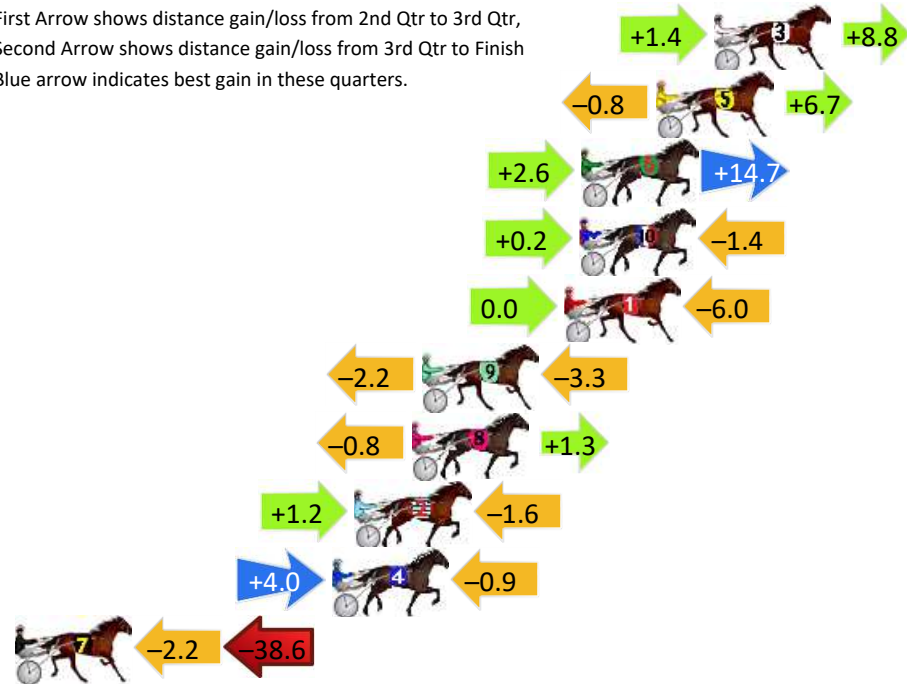 First Arrow shows distance gain/loss from 2nd Qtr to 3rd Qtr,
Second Arrow shows distance gain/loss from 3rd Qtr to Finish
Blue arrow indicates best gain in these quarters.
+1.4 3 +8.8
–0.8 5 +6.7
+2.6 6 +14.7
+0.2 10 –1.4
0.0 1 –6.0
–2.2 9 –3.3
–0.8 8 +1.3
+1.2 2 –1.6
+4.0 4 –0.9
7 –2.2 –38.6